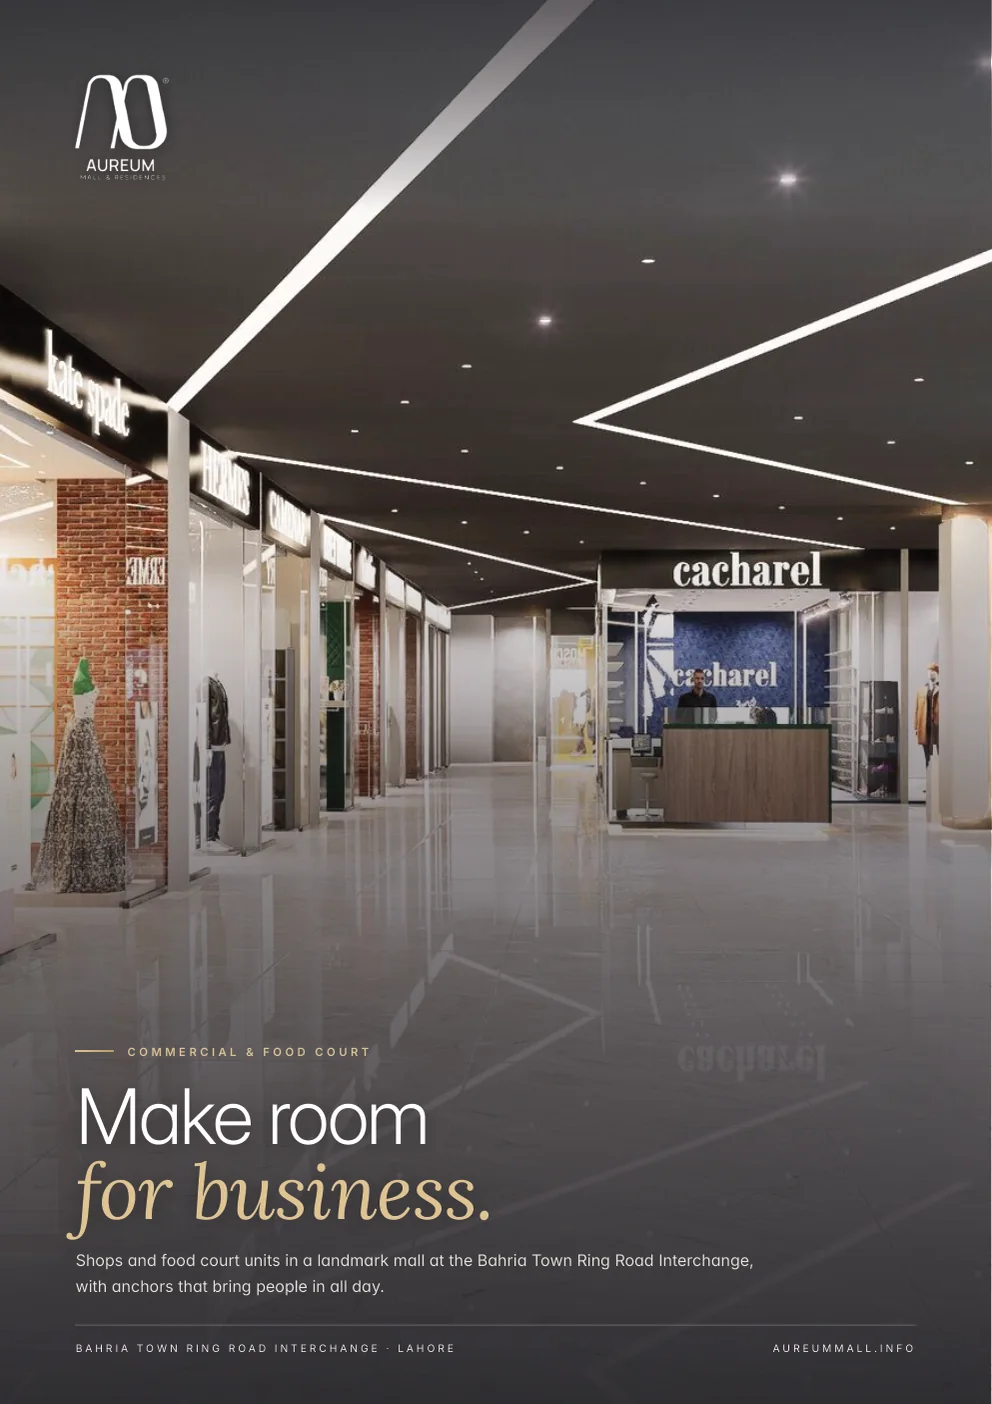 AUREUM
MALL & RESIDENCES
kate spade
HERMES
cacharel
cacharel
COMMERCIAL & FOOD COURT
Make room
for business.
Shops and food court units in a landmark mall at the Bahria Town Ring Road Interchange,
with anchors that bring people in all day.
BAHRIA TOWN RING ROAD INTERCHANGE · LAHORE
AUREUMMALL.INFO